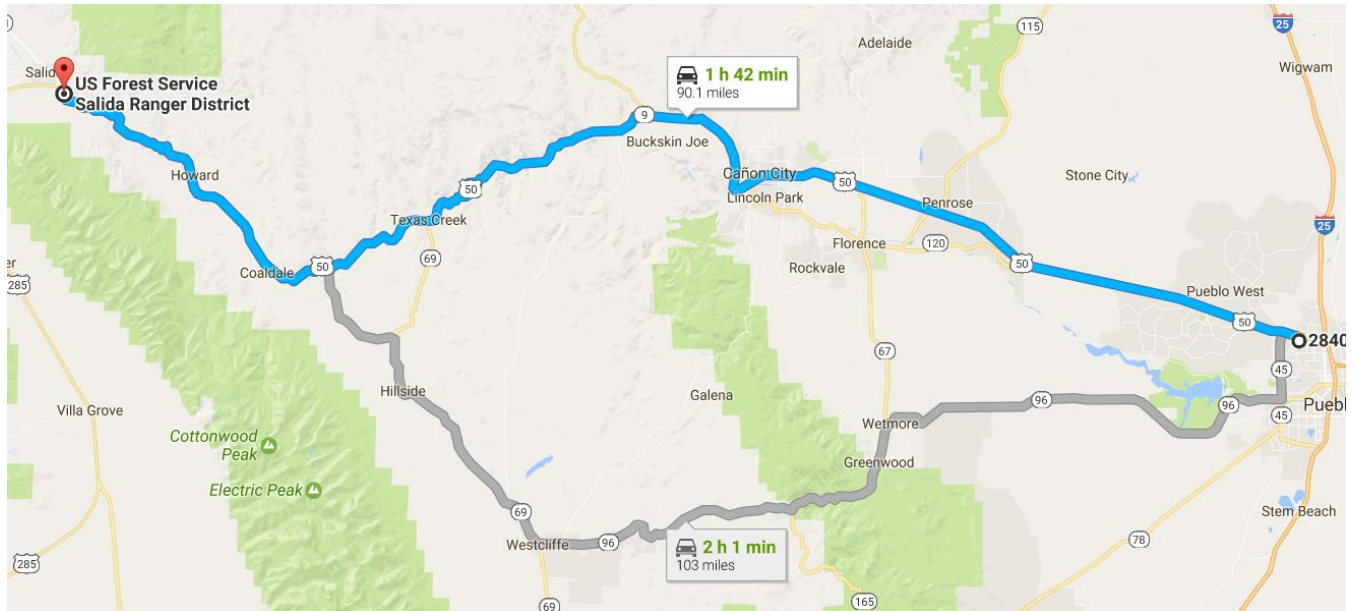 115
25
Adelaide
Wigwam
Salida
US Forest Service
Salida Ranger District
1 h 42 min
90.1 miles
9
Buckskin Joe
Howard
50
Cañon City
Lincoln Park
50
Stone City
Penrose
Texas Creek
25
Florence
120
69
Rockvale
50
Coaldale
50
285
Pueblo West
50
2840
45
67
Hillside
Galena
96
96
Villa Grove
Wetmore
45
Cottonwood
Peak
Greenwood
Electric Peak
69
Stem Beach
Westcliffe
96
2 h 1 min
103 miles
78
285
165
69